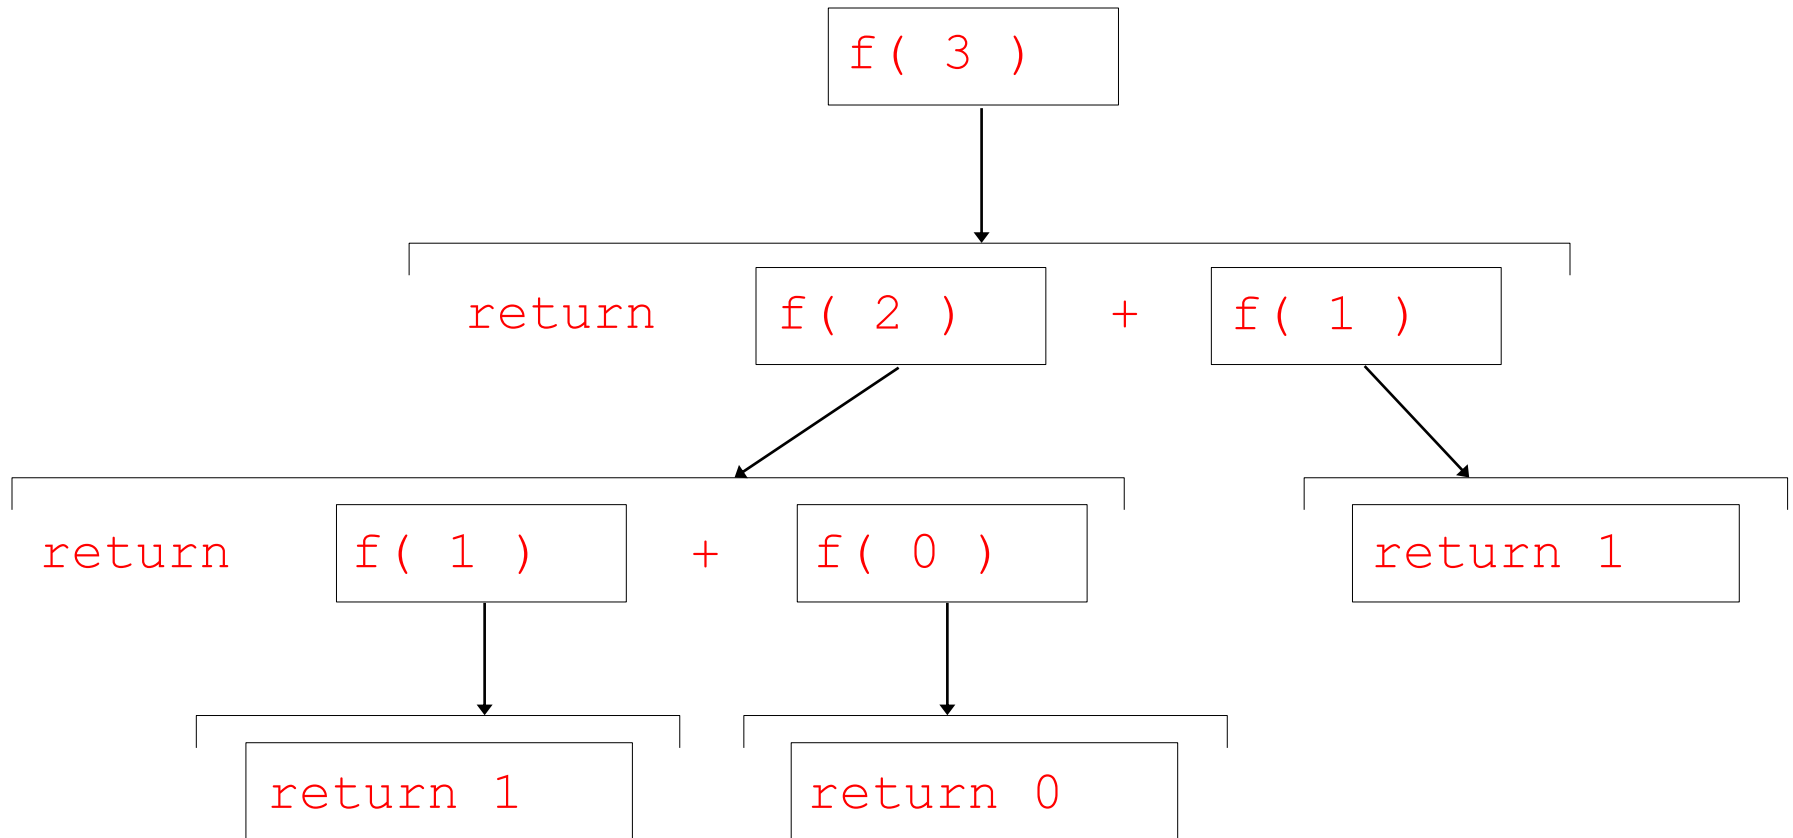 f( 3 )
return f( 2 ) + f( 1 )
return f( 1 ) + f( 0 )
return 1
return 1
return 0